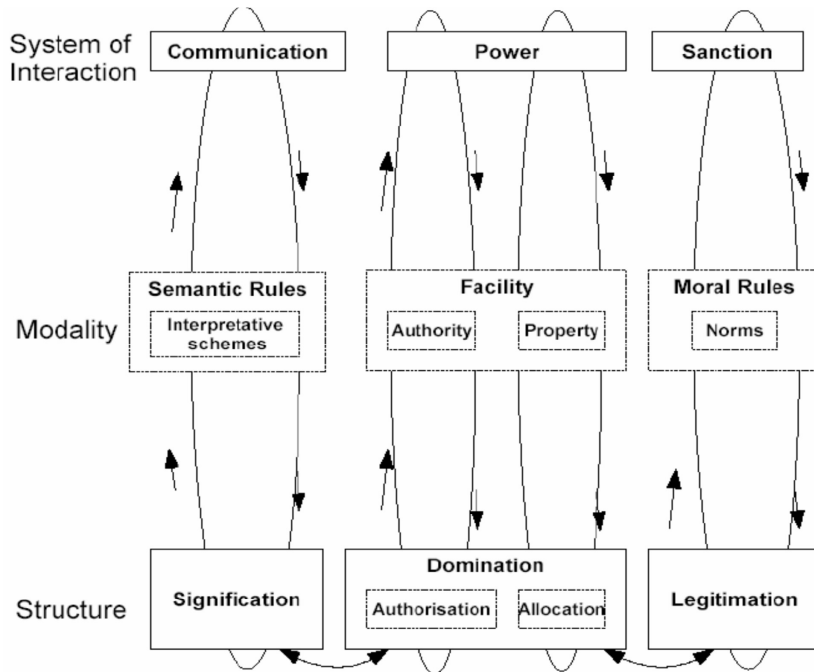 System of
Interaction
Communication
Power
Sanction
Modality
Semantic Rules
Interpretative
schemes
Facility
Authority
Property
Moral Rules
Norms
Structure
Signification
Domination
Authorisation
Allocation
Legitimation